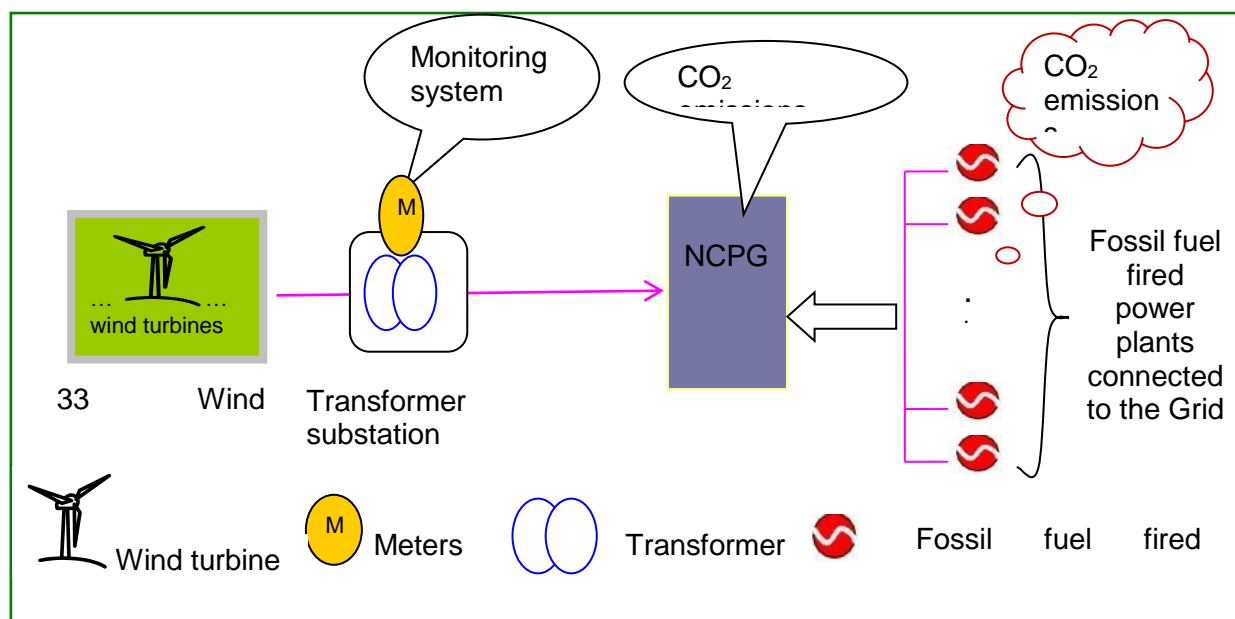 Monitoring
system
CO₂
emissions
CO₂
emission
M
NCPG
… …
wind turbines
33 Wind
Transformer
substation
Fossil fuel
fired
power
plants
connected
to the Grid
Wind turbine
M
Meters
Transformer
Fossil fuel fired